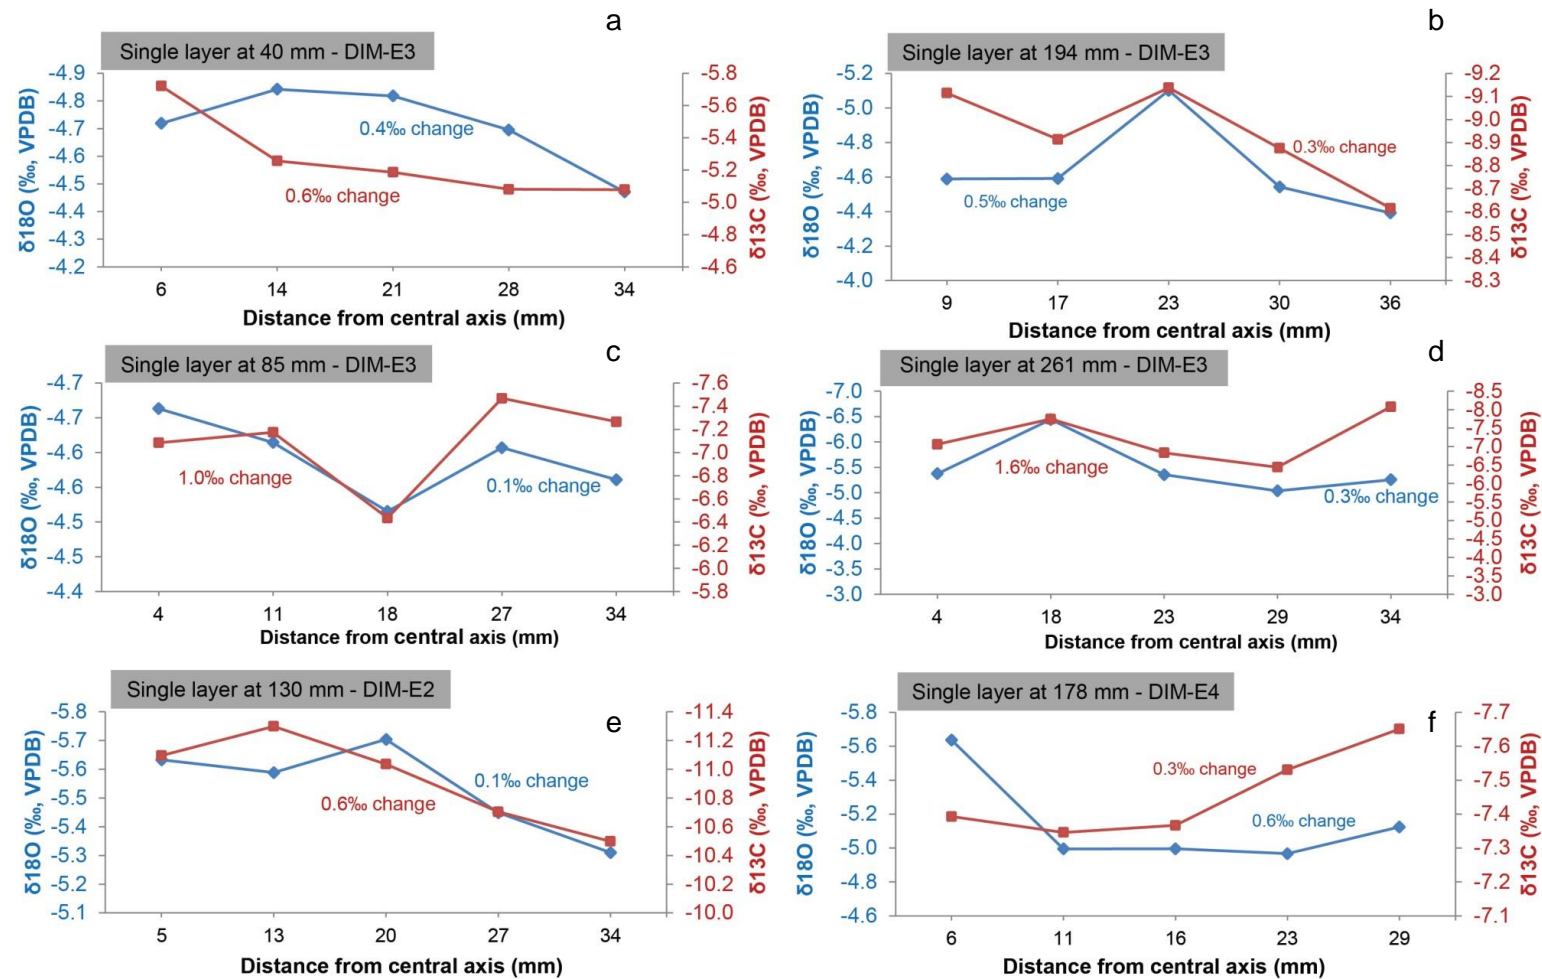 a
Single layer at 40 mm - DIM-E3
δ18O (‰, VPDB)
-4.9
-4.8
-4.7
-4.6
-4.5
-4.4
-4.3
-4.2
0.4‰ change
0.6‰ change
-5.8
-5.6
-5.4
-5.2
-5.0
-4.8
-4.6
δ13C (‰, VPDB)
6 14 21 28 34
Distance from central axis (mm)
b
Single layer at 194 mm - DIM-E3
δ18O (‰, VPDB)
-5.2
-5.0
-4.8
-4.6
-4.4
-4.2
-4.0
0.3‰ change
0.5‰ change
-9.2
-9.1
-9.0
-8.9
-8.8
-8.7
-8.6
-8.5
-8.4
-8.3
δ13C (‰, VPDB)
9 17 23 30 36
Distance from central axis (mm)
c
Single layer at 85 mm - DIM-E3
δ18O (‰, VPDB)
-4.7
-4.7
-4.6
-4.6
-4.5
-4.5
-4.4
1.0‰ change
0.1‰ change
-7.6
-7.4
-7.2
-7.0
-6.8
-6.6
-6.4
-6.2
-6.0
-5.8
δ13C (‰, VPDB)
4 11 18 27 34
Distance from central axis (mm)
d
Single layer at 261 mm - DIM-E3
δ18O (‰, VPDB)
-7.0
-6.5
-6.0
-5.5
-5.0
-4.5
-4.0
-3.5
-3.0
1.6‰ change
0.3‰ change
-8.5
-8.0
-7.5
-7.0
-6.5
-6.0
-5.5
-5.0
-4.5
-4.0
-3.5
-3.0
δ13C (‰, VPDB)
4 18 23 29 34
Distance from central axis (mm)
e
Single layer at 130 mm - DIM-E2
δ18O (‰, VPDB)
-5.8
-5.7
-5.6
-5.5
-5.4
-5.3
-5.2
-5.1
0.1‰ change
0.6‰ change
-11.4
-11.2
-11.0
-10.8
-10.6
-10.4
-10.2
-10.0
δ13C (‰, VPDB)
5 13 20 27 34
Distance from central axis (mm)
f
Single layer at 178 mm - DIM-E4
δ18O (‰, VPDB)
-5.8
-5.6
-5.4
-5.2
-5.0
-4.8
-4.6
0.3‰ change
0.6‰ change
-7.7
-7.6
-7.5
-7.4
-7.3
-7.2
-7.1
δ13C (‰, VPDB)
6 11 16 23 29
Distance from central axis (mm)